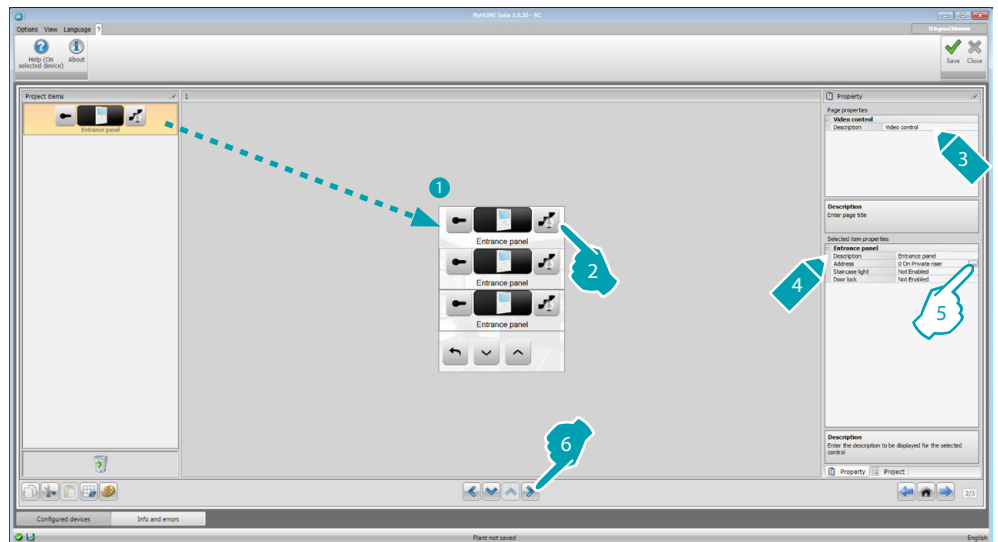 MyHOME Suite 1.0.20 - RC
Options View Language ?
Help (On selected device)
About
Save Close
Project items
1
Property
Entrance panel
Page properties
Video control
Description Video control
3
Description
Enter page title
1
Entrance panel
2
Entrance panel
Entrance panel
Selected item properties
Entrance panel
Description Entrance panel
Address 0 On Private riser ...
Staircase light Not Enabled
Door lock Not Enabled
4
5
6
Description
Enter the description to be displayed for the selected
control
Property Project
2/3
Configured devices Info and errors
Plant not saved
English